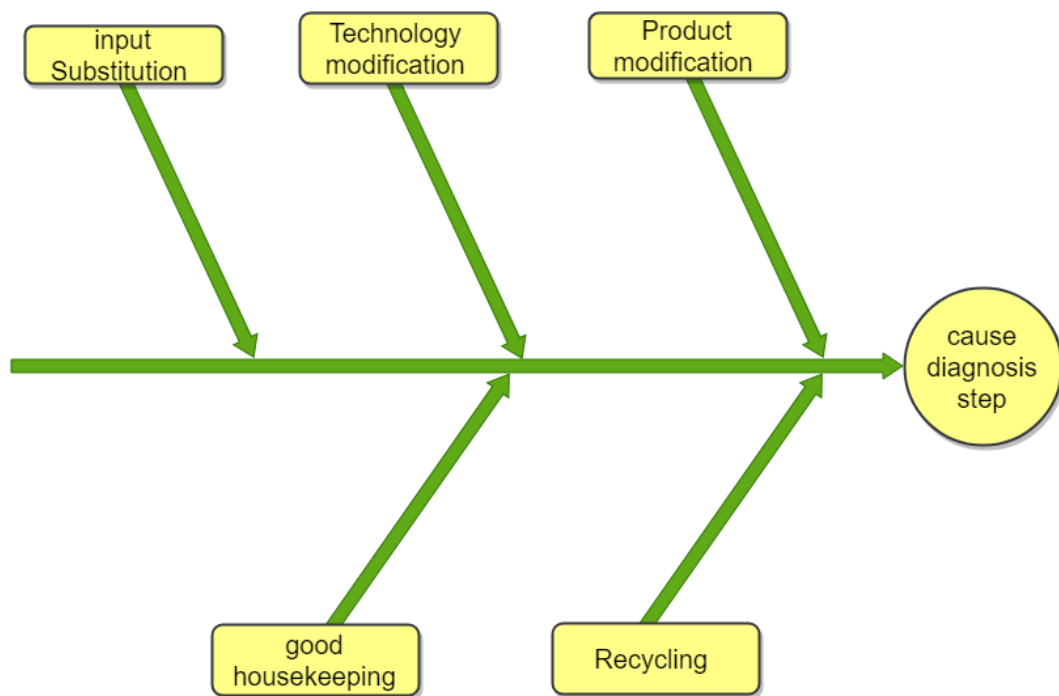 input
Substitution
Technology
modification
Product
modification
cause
diagnosis
step
good
housekeeping
Recycling